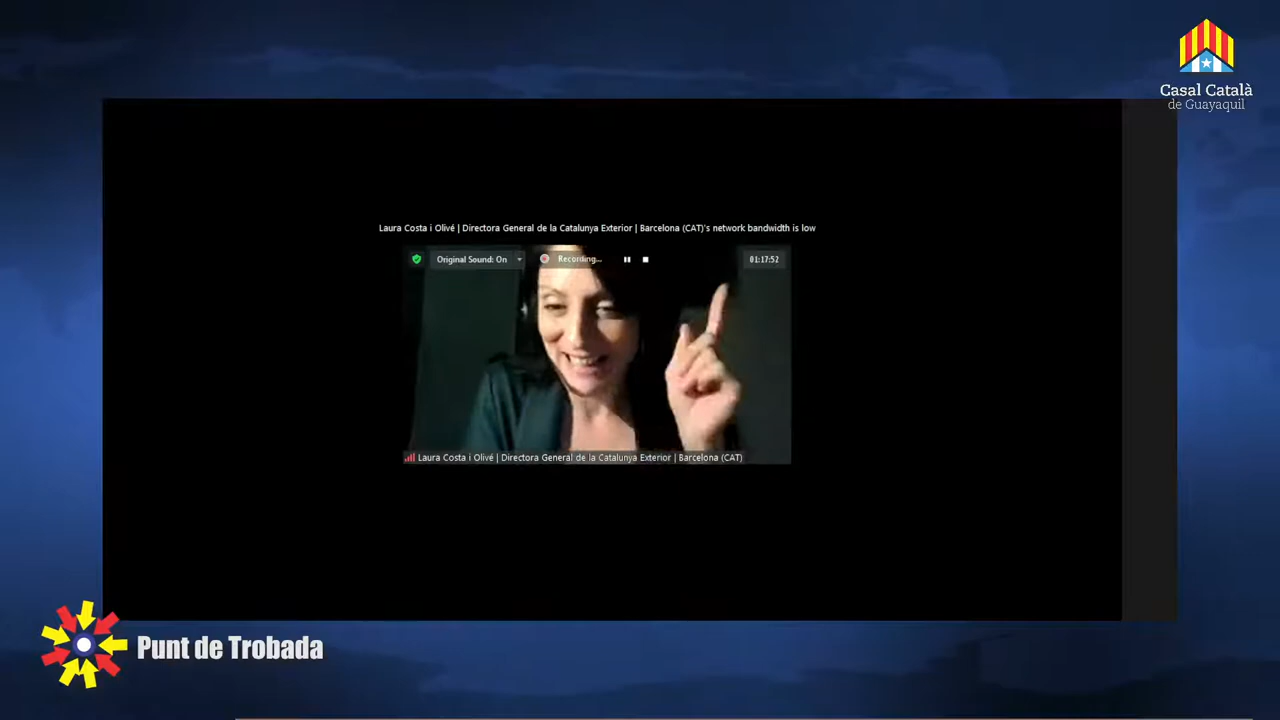 Casal Català
de Guayaquil
Laura Costa i Olivé | Directora General de la Catalunya Exterior | Barcelona (CAT)'s network bandwidth is low
Original Sound: On
Recording...
01:17:52
Laura Costa i Olivé | Directora General de la Catalunya Exterior | Barcelona (CAT)
Punt de Trobada